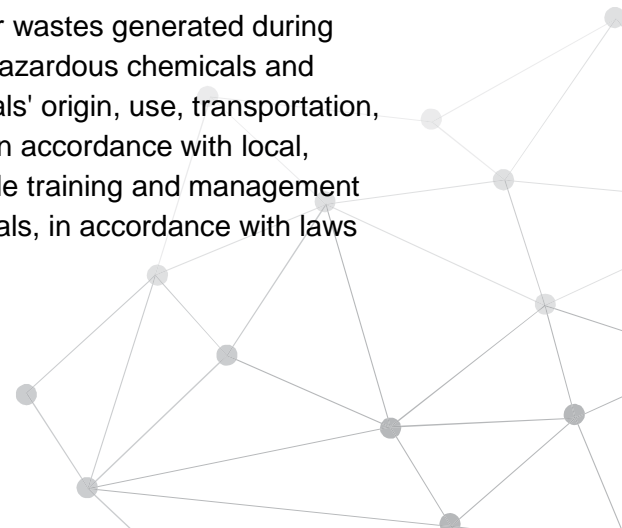 r wastes generated during
azardous chemicals and
als' origin, use, transportation,
n accordance with local,
le training and management
als, in accordance with laws